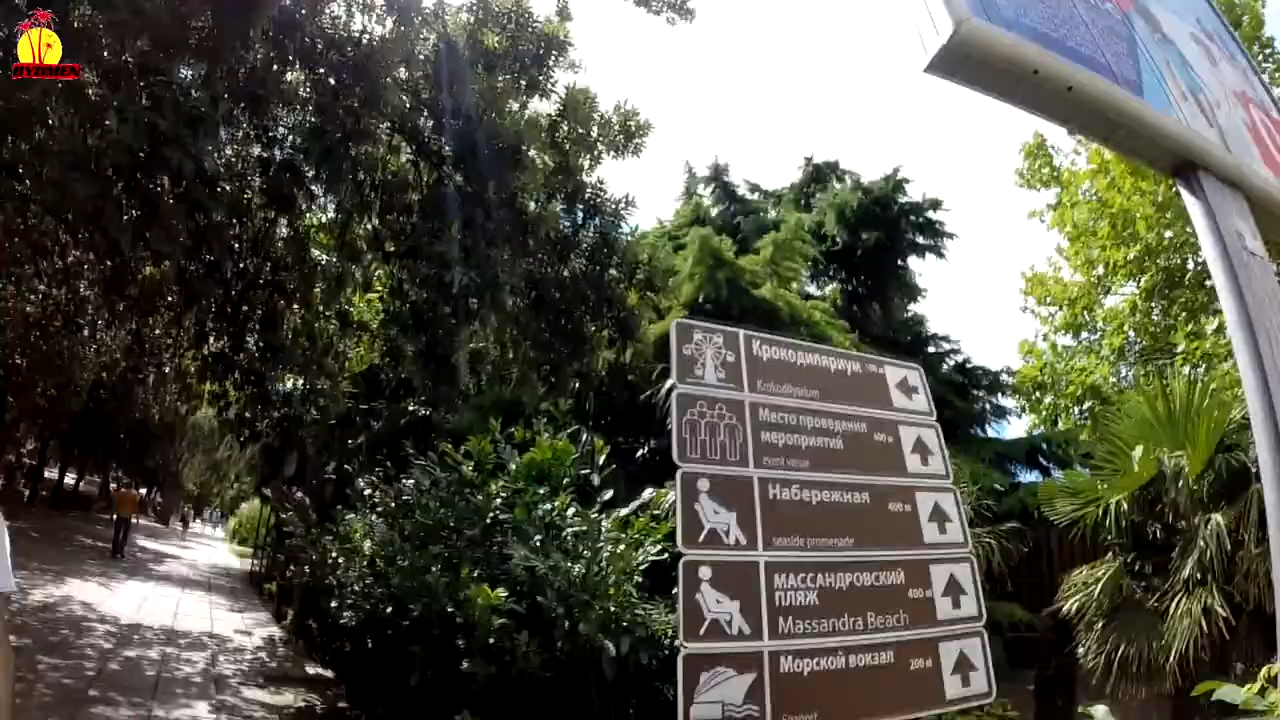 Крокодиляриум
Место проведения
мероприятий 400 м
event venue
Набережная 400 м
seaside promenade
МАССАНДРОВСКИЙ
ПЛЯЖ 400 м
Massandra Beach
Морской вокзал 200 м